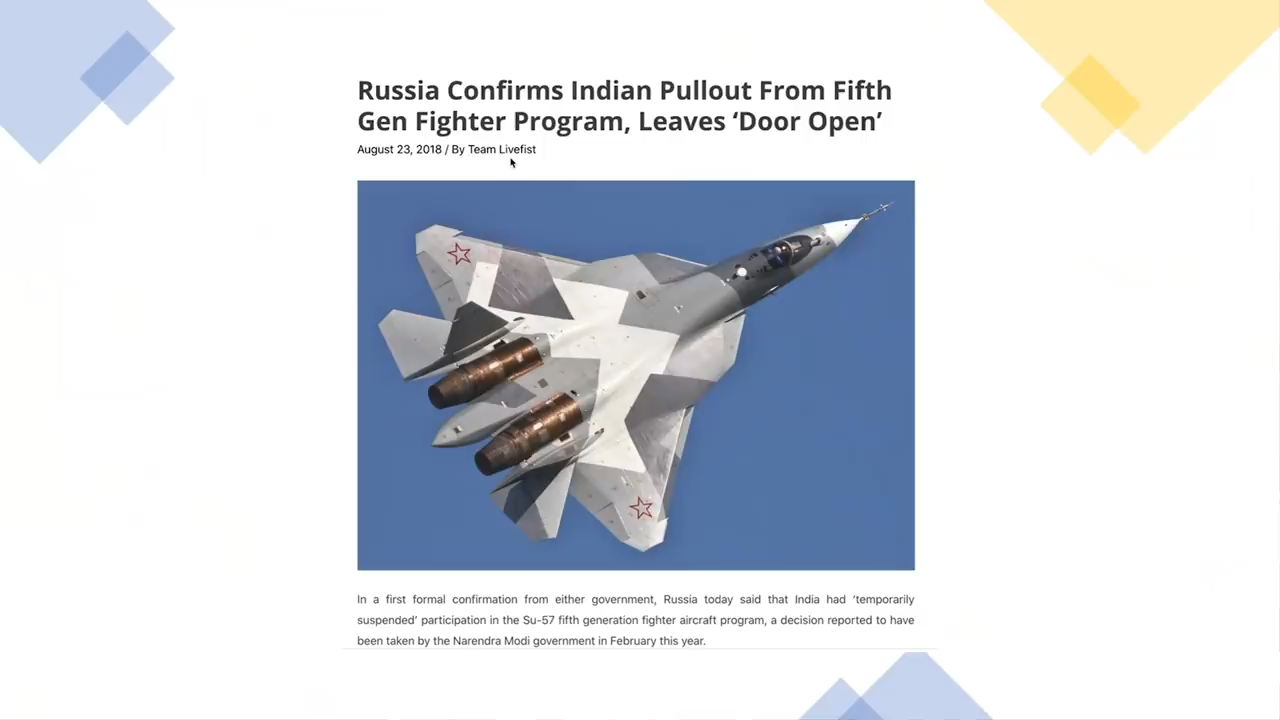 Russia Confirms Indian Pullout From Fifth
Gen Fighter Program, Leaves ‘Door Open’
August 23, 2018 / By Team Livefist
In a first formal confirmation from either government, Russia today said that India had ‘temporarily
suspended’ participation in the Su-57 fifth generation fighter aircraft program, a decision reported to have
been taken by the Narendra Modi government in February this year.